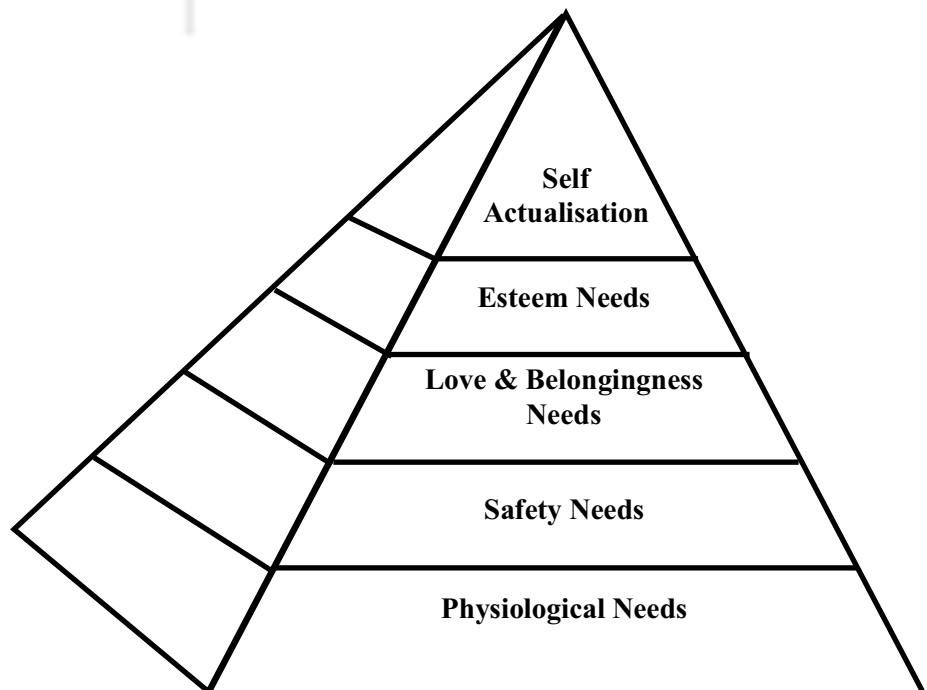 Self
Actualisation
Esteem Needs
Love & Belongingness
Needs
Safety Needs
Physiological Needs